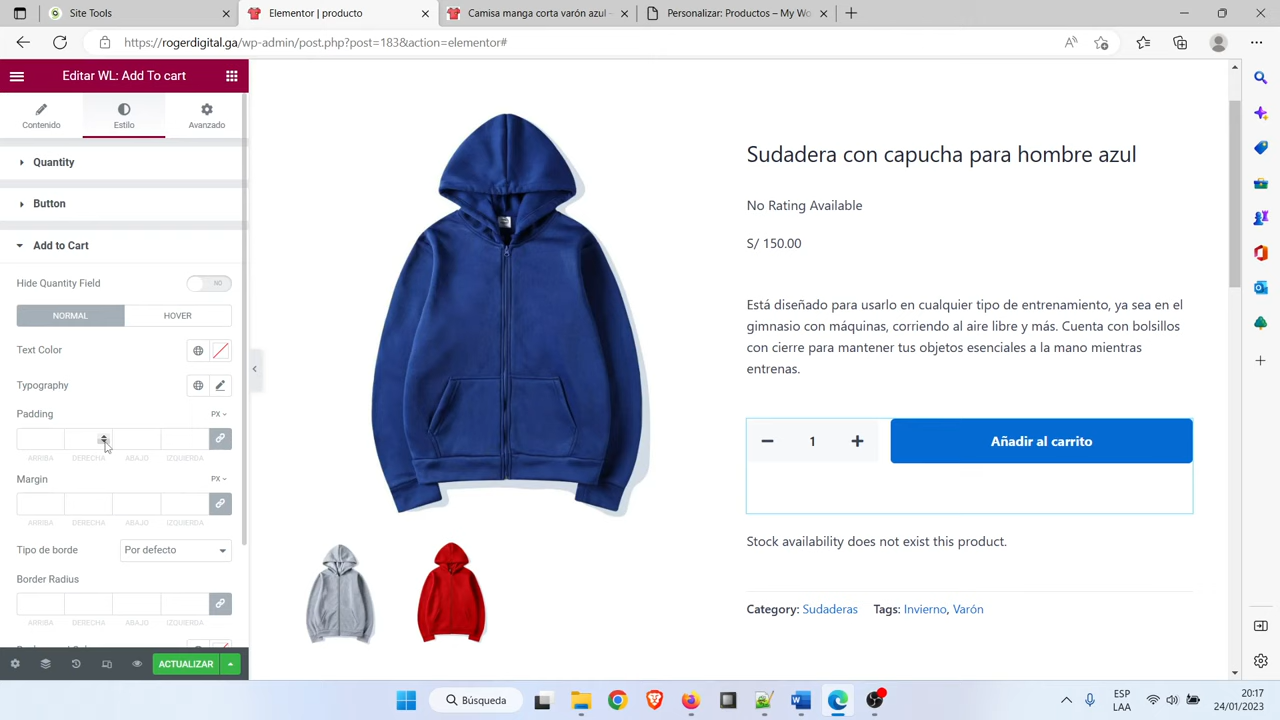 Site Tools
Elementor | producto
Camisa manga corta varón azul –
Personalizar: Productos – My Wo
https://rogerdigital.ga/wp-admin/post.php?post=183&action=elementor#
Editar WL: Add To cart
Contenido
Estilo
Avanzado
Quantity
Button
Add to Cart
Hide Quantity Field
NO
NORMAL
HOVER
Text Color
Typography
Padding
PX
ARRIBA
DERECHA
ABAJO
IZQUIERDA
Margin
PX
ARRIBA
DERECHA
ABAJO
IZQUIERDA
Tipo de borde
Por defecto
Border Radius
ARRIBA
DERECHA
ABAJO
IZQUIERDA
ACTUALIZAR
Sudadera con capucha para hombre azul
No Rating Available
S/ 150.00
Está diseñado para usarlo en cualquier tipo de entrenamiento, ya sea en el
gimnasio con máquinas, corriendo al aire libre y más. Cuenta con bolsillos
con cierre para mantener tus objetos esenciales a la mano mientras
entrenas.
1
Añadir al carrito
Stock availability does not exist this product.
Category: Sudaderas Tags: Invierno, Varón
Búsqueda
ESP
LAA
20:17
24/01/2023